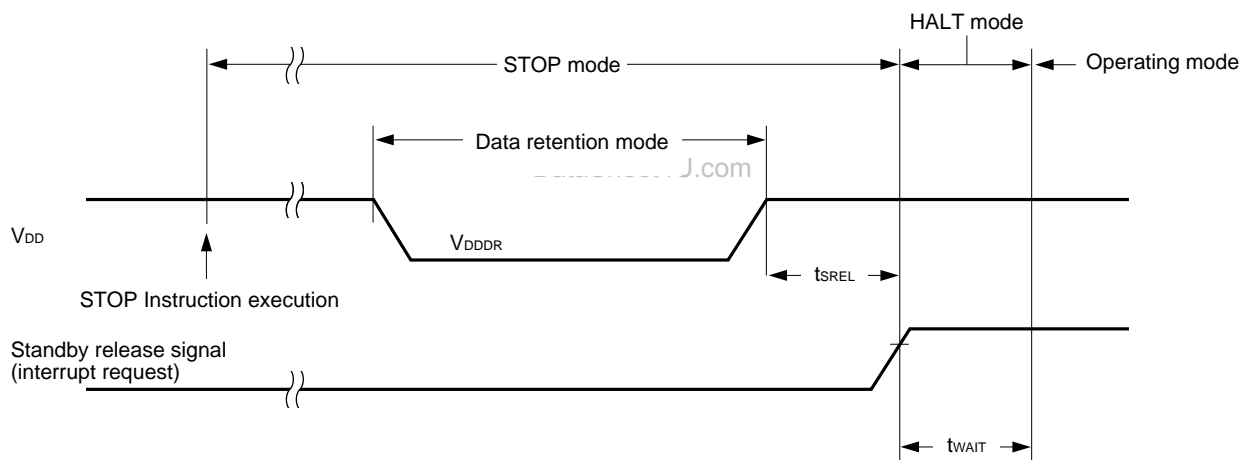 HALT mode
STOP mode
Operating mode
Data retention mode
.com
VDD
VDDDR
STOP Instruction execution
tSREL
Standby release signal
(interrupt request)
tWAIT